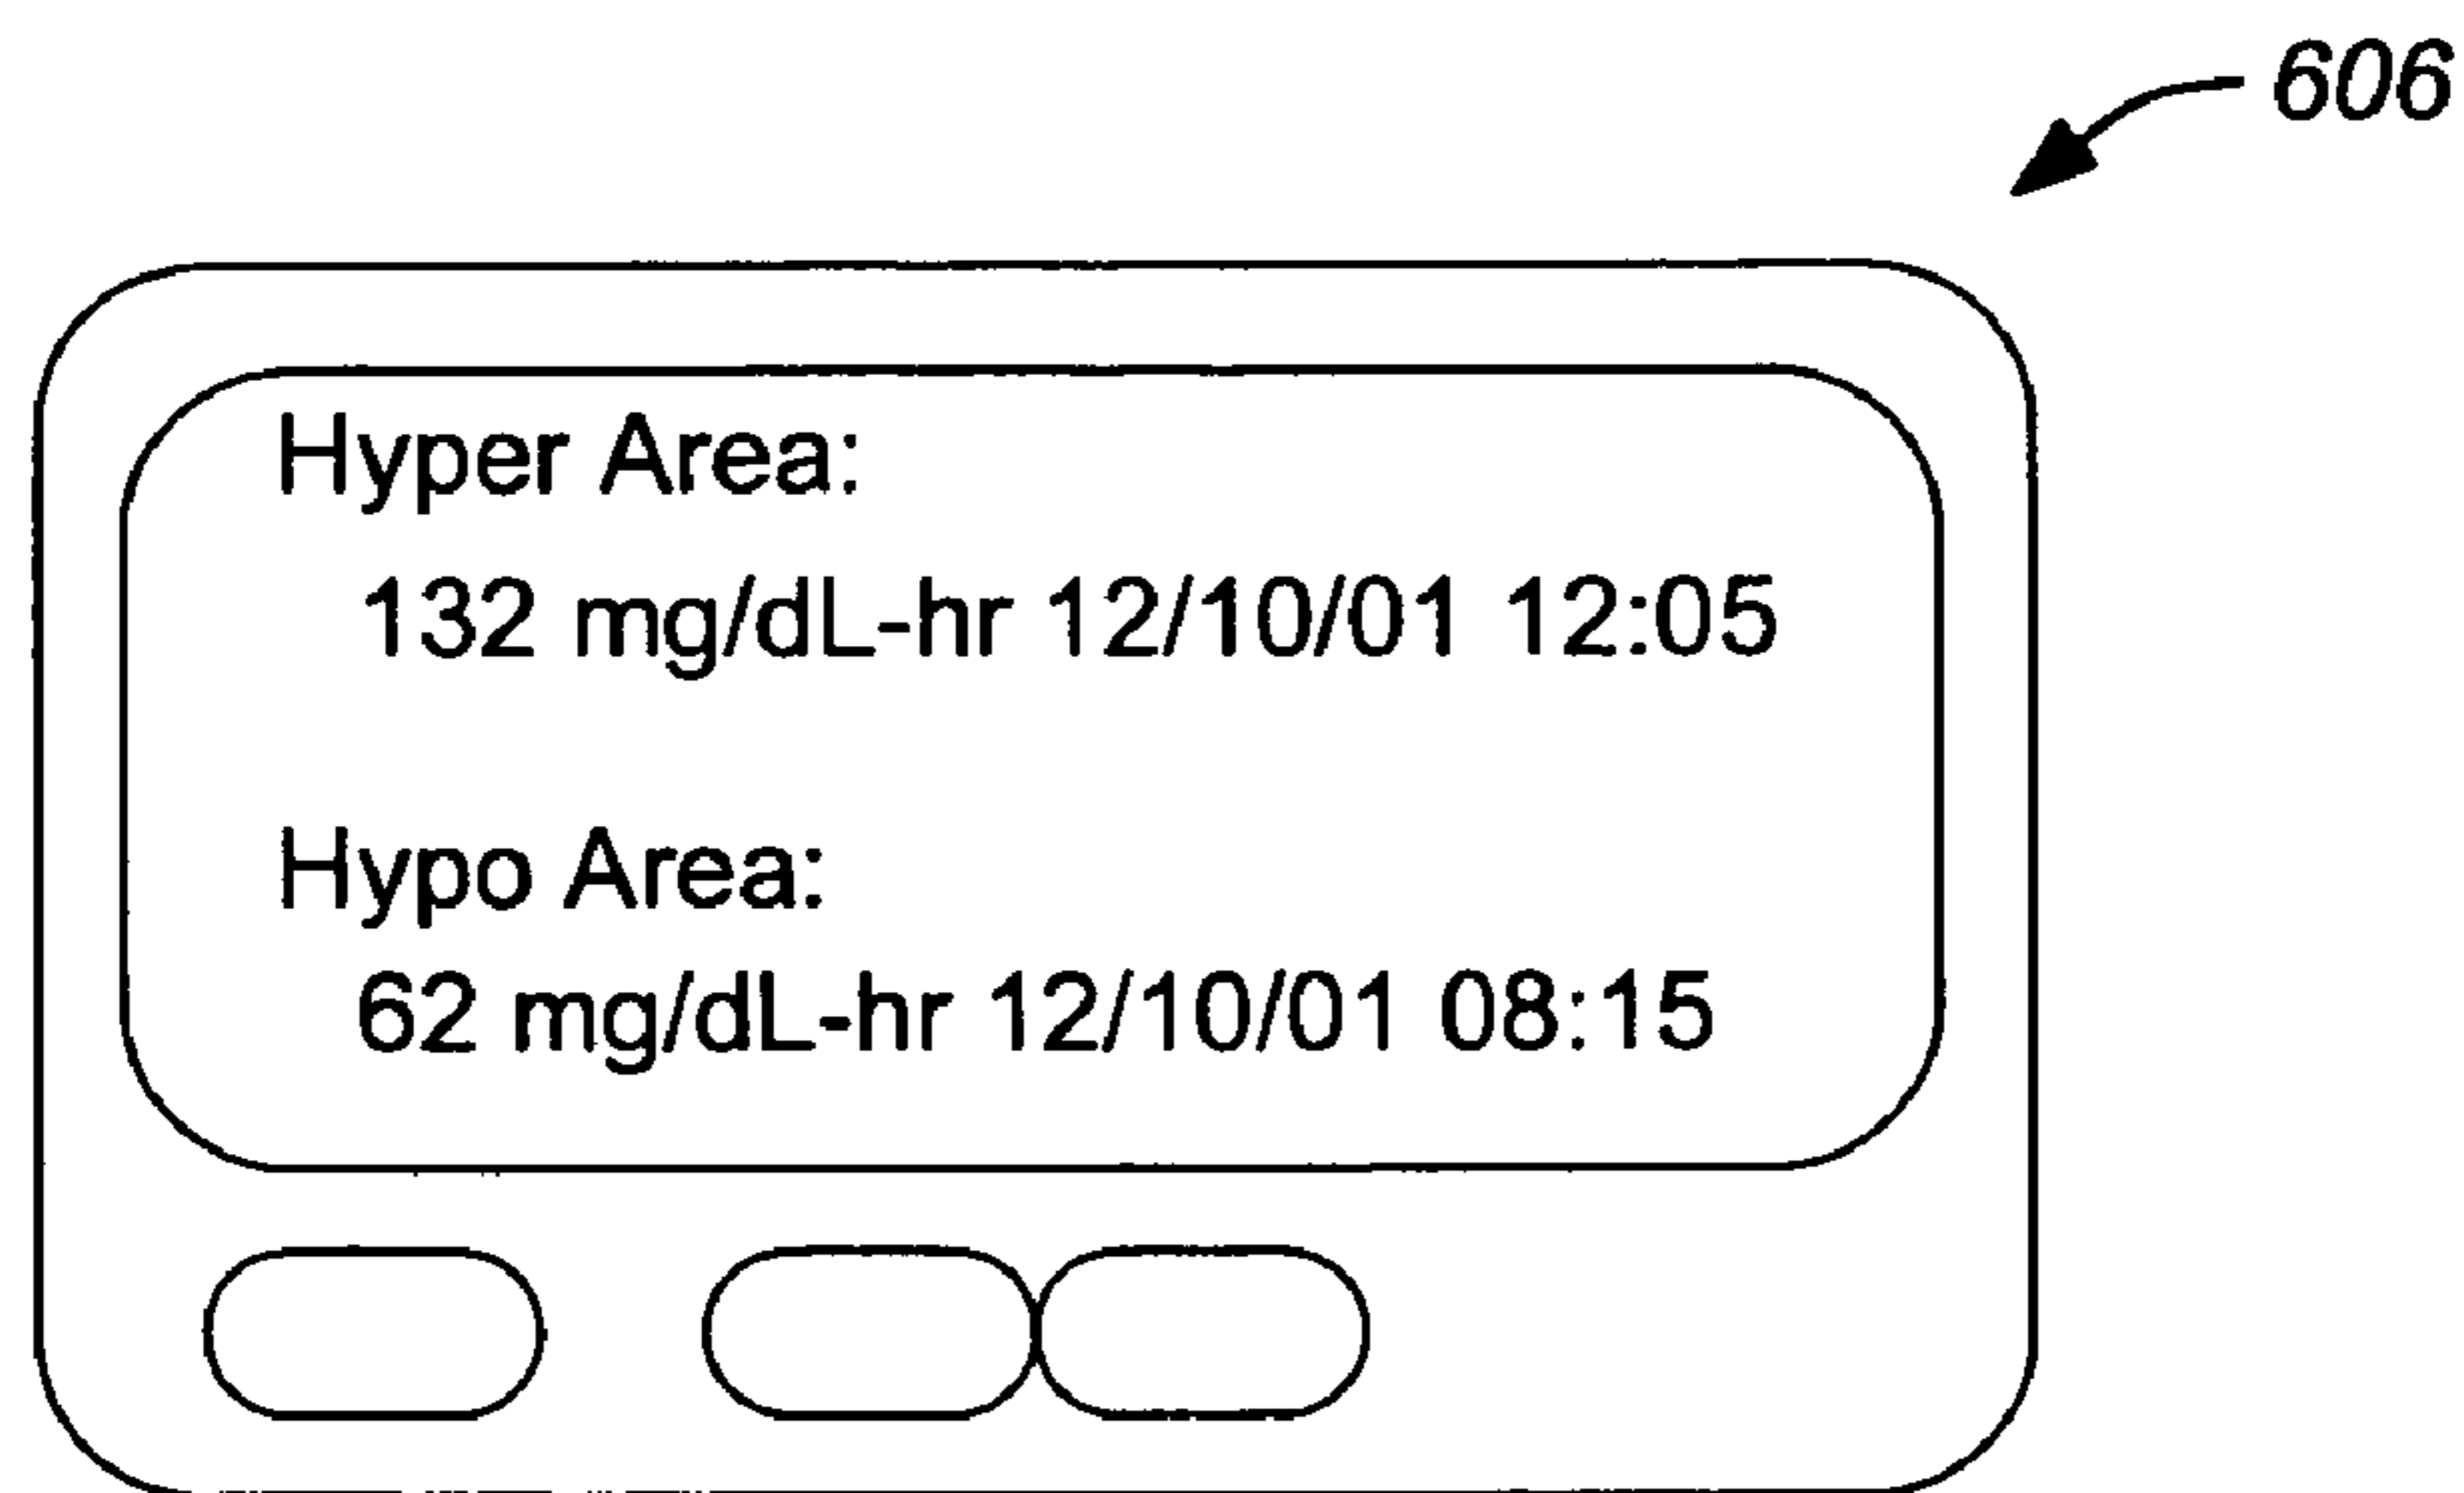 606
Hyper Area:
132 mg/dL-hr 12/10/01 12:05
Hypo Area:
62 mg/dL-hr 12/10/01 08:15